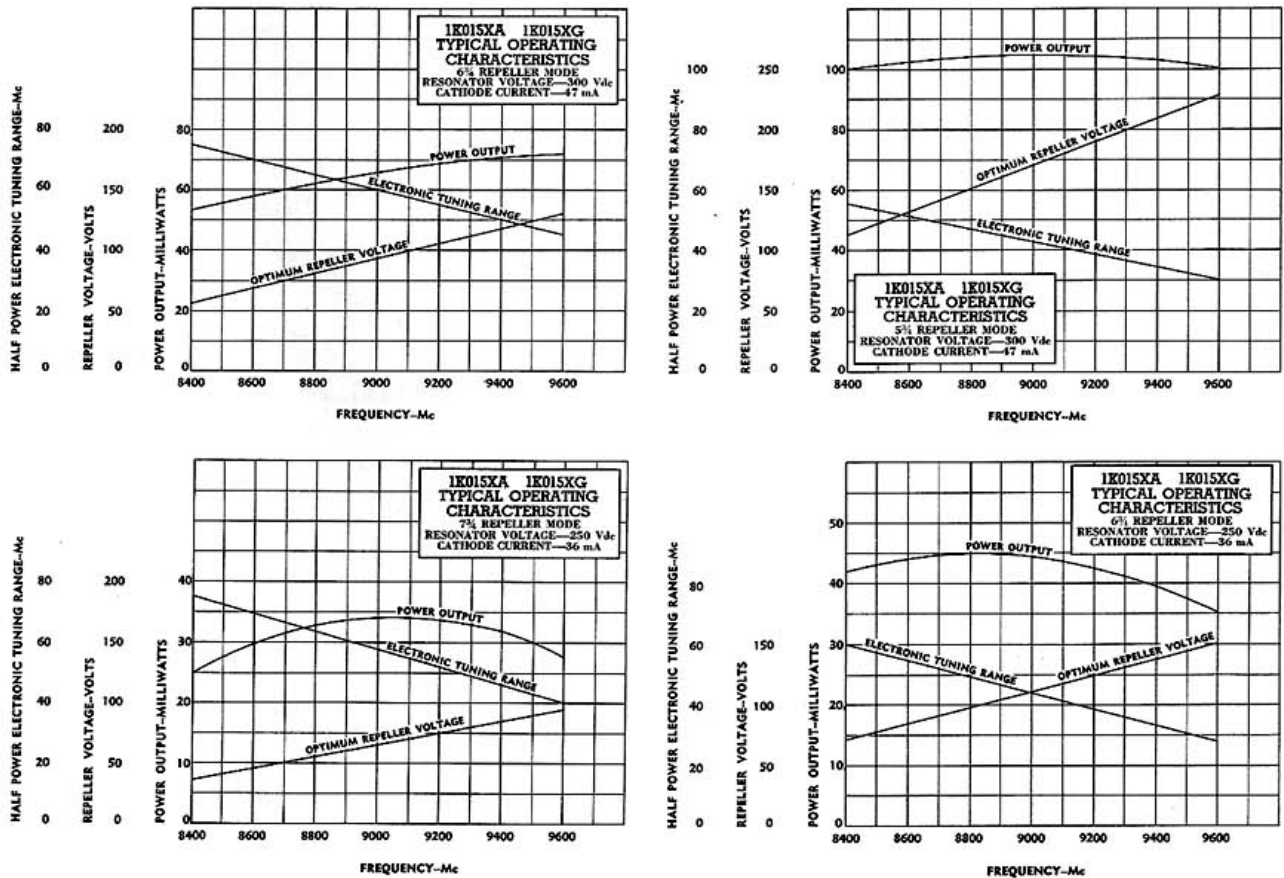 1K015XA 1K015XG
TYPICAL OPERATING
CHARACTERISTICS
6¾ REPELLER MODE
RESONATOR VOLTAGE—300 Vdc
CATHODE CURRENT—47 mA
HALF POWER ELECTRONIC TUNING RANGE—Mc
80
60
40
20
0
REPELLER VOLTAGE—VOLTS
200
150
100
50
0
POWER OUTPUT—MILLIWATTS
80
60
40
20
0
POWER OUTPUT
ELECTRONIC TUNING RANGE
OPTIMUM REPELLER VOLTAGE
8400 8600 8800 9000 9200 9400 9600
FREQUENCY—Mc
HALF POWER ELECTRONIC TUNING RANGE—Mc
100
80
60
40
20
0
REPELLER VOLTAGE—VOLTS
250
200
150
100
50
0
POWER OUTPUT—MILLIWATTS
100
80
60
40
20
0
POWER OUTPUT
OPTIMUM REPELLER VOLTAGE
ELECTRONIC TUNING RANGE
1K015XA 1K015XG
TYPICAL OPERATING
CHARACTERISTICS
5¾ REPELLER MODE
RESONATOR VOLTAGE—300 Vdc
CATHODE CURRENT—47 mA
8400 8600 8800 9000 9200 9400 9600
FREQUENCY—Mc
1K015XA 1K015XG
TYPICAL OPERATING
CHARACTERISTICS
7¾ REPELLER MODE
RESONATOR VOLTAGE—250 Vdc
CATHODE CURRENT—36 mA
HALF POWER ELECTRONIC TUNING RANGE—Mc
80
60
40
20
0
REPELLER VOLTAGE—VOLTS
200
150
100
50
0
POWER OUTPUT—MILLIWATTS
40
30
20
10
0
POWER OUTPUT
ELECTRONIC TUNING RANGE
OPTIMUM REPELLER VOLTAGE
8400 8600 8800 9000 9200 9400 9600
FREQUENCY—Mc
1K015XA 1K015XG
TYPICAL OPERATING
CHARACTERISTICS
6¾ REPELLER MODE
RESONATOR VOLTAGE—250 Vdc
CATHODE CURRENT—36 mA
HALF POWER ELECTRONIC TUNING RANGE—Mc
80
60
40
20
0
REPELLER VOLTAGE—VOLTS
150
100
50
0
POWER OUTPUT—MILLIWATTS
50
40
30
20
10
0
POWER OUTPUT
ELECTRONIC TUNING RANGE
OPTIMUM REPELLER VOLTAGE
8400 8600 8800 9000 9200 9400 9600
FREQUENCY—Mc